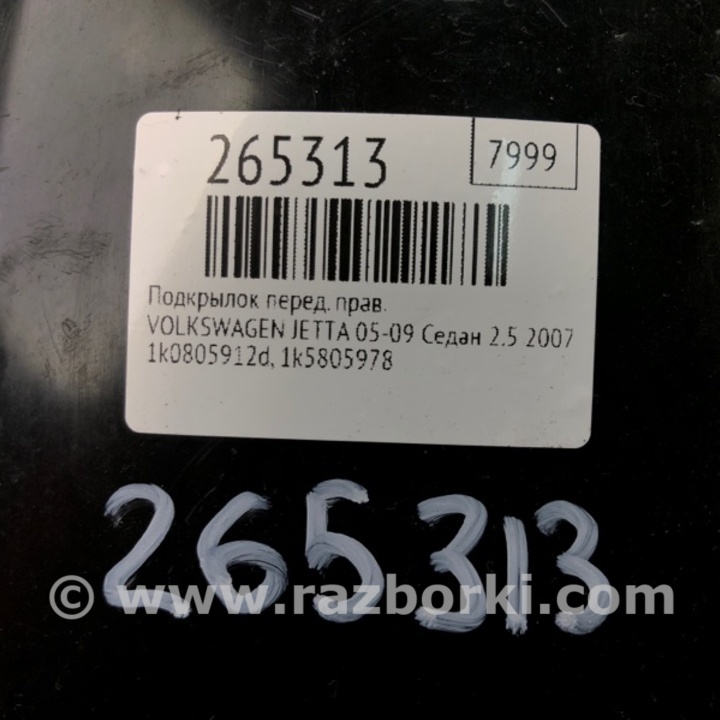 265313
7999
Подкрылок перед. прав.
VOLKSWAGEN JETTA 05-09 Седан 2.5 2007
1k0805912d, 1k5805978
265313
© www.razborki.com